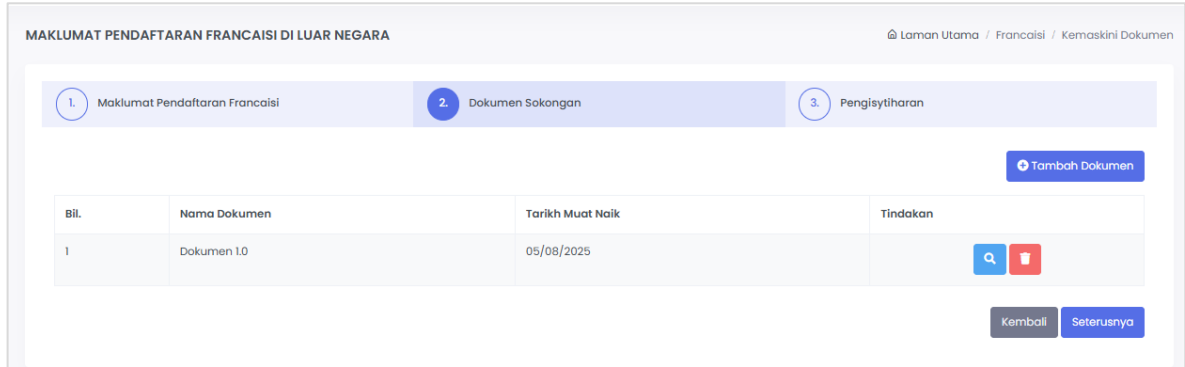 MAKLUMAT PENDAFTARAN FRANCAISI DI LUAR NEGARA
Laman Utama / Francaisi / Kemaskini Dokumen
1. Maklumat Pendaftaran Francaisi
2. Dokumen Sokongan
3. Pengisytiharan
Tambah Dokumen
Bil. Nama Dokumen Tarikh Muat Naik Tindakan
1 Dokumen 1.0 05/08/2025
Kembali Seterusnya